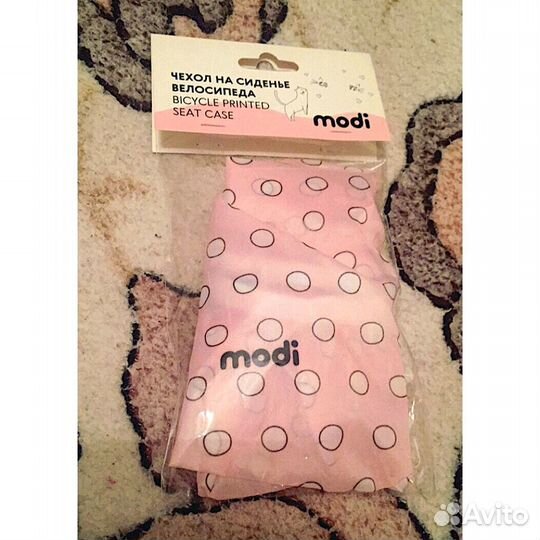 ЧЕХОЛ НА СИДЕНЬЕ
ВЕЛОСИПЕДА
BICYCLE PRINTED
SEAT CASE
modi
modi
Avito